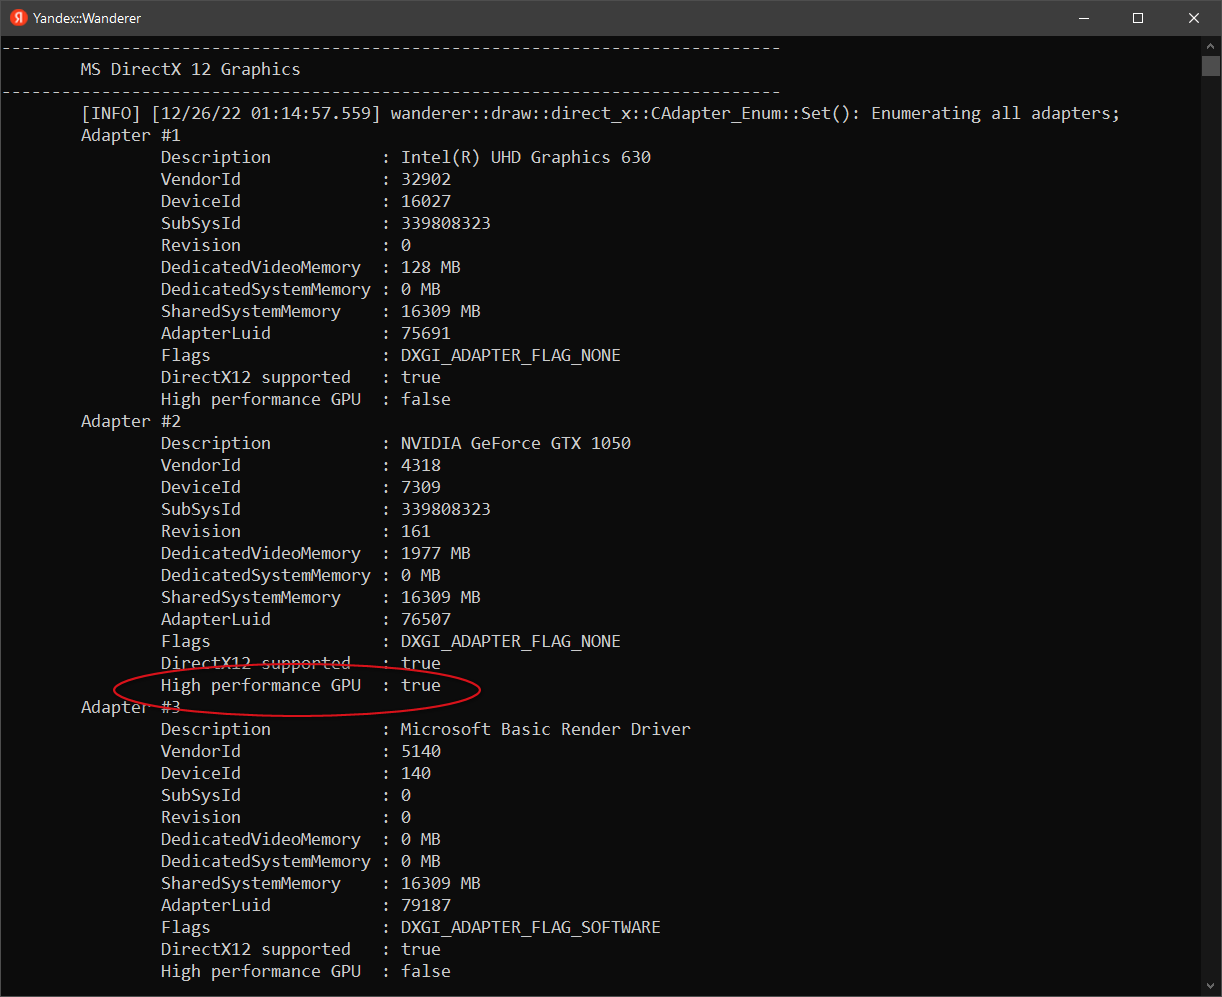 Я Yandex::Wanderer
------------------------------------------------------------------------------
MS DirectX 12 Graphics
------------------------------------------------------------------------------
[INFO] [12/26/22 01:14:57.559] wanderer::draw::direct_x::CAdapter_Enum::Set(): Enumerating all adapters;
Adapter #1
Description : Intel(R) UHD Graphics 630
VendorId : 32902
DeviceId : 16027
SubSysId : 339808323
Revision : 0
DedicatedVideoMemory : 128 MB
DedicatedSystemMemory : 0 MB
SharedSystemMemory : 16309 MB
AdapterLuid : 75691
Flags : DXGI_ADAPTER_FLAG_NONE
DirectX12 supported : true
High performance GPU : false
Adapter #2
Description : NVIDIA GeForce GTX 1050
VendorId : 4318
DeviceId : 7309
SubSysId : 339808323
Revision : 161
DedicatedVideoMemory : 1977 MB
DedicatedSystemMemory : 0 MB
SharedSystemMemory : 16309 MB
AdapterLuid : 76507
Flags : DXGI_ADAPTER_FLAG_NONE
DirectX12 supported : true
High performance GPU : true
Adapter #3
Description : Microsoft Basic Render Driver
VendorId : 5140
DeviceId : 140
SubSysId : 0
Revision : 0
DedicatedVideoMemory : 0 MB
DedicatedSystemMemory : 0 MB
SharedSystemMemory : 16309 MB
AdapterLuid : 79187
Flags : DXGI_ADAPTER_FLAG_SOFTWARE
DirectX12 supported : true
High performance GPU : false